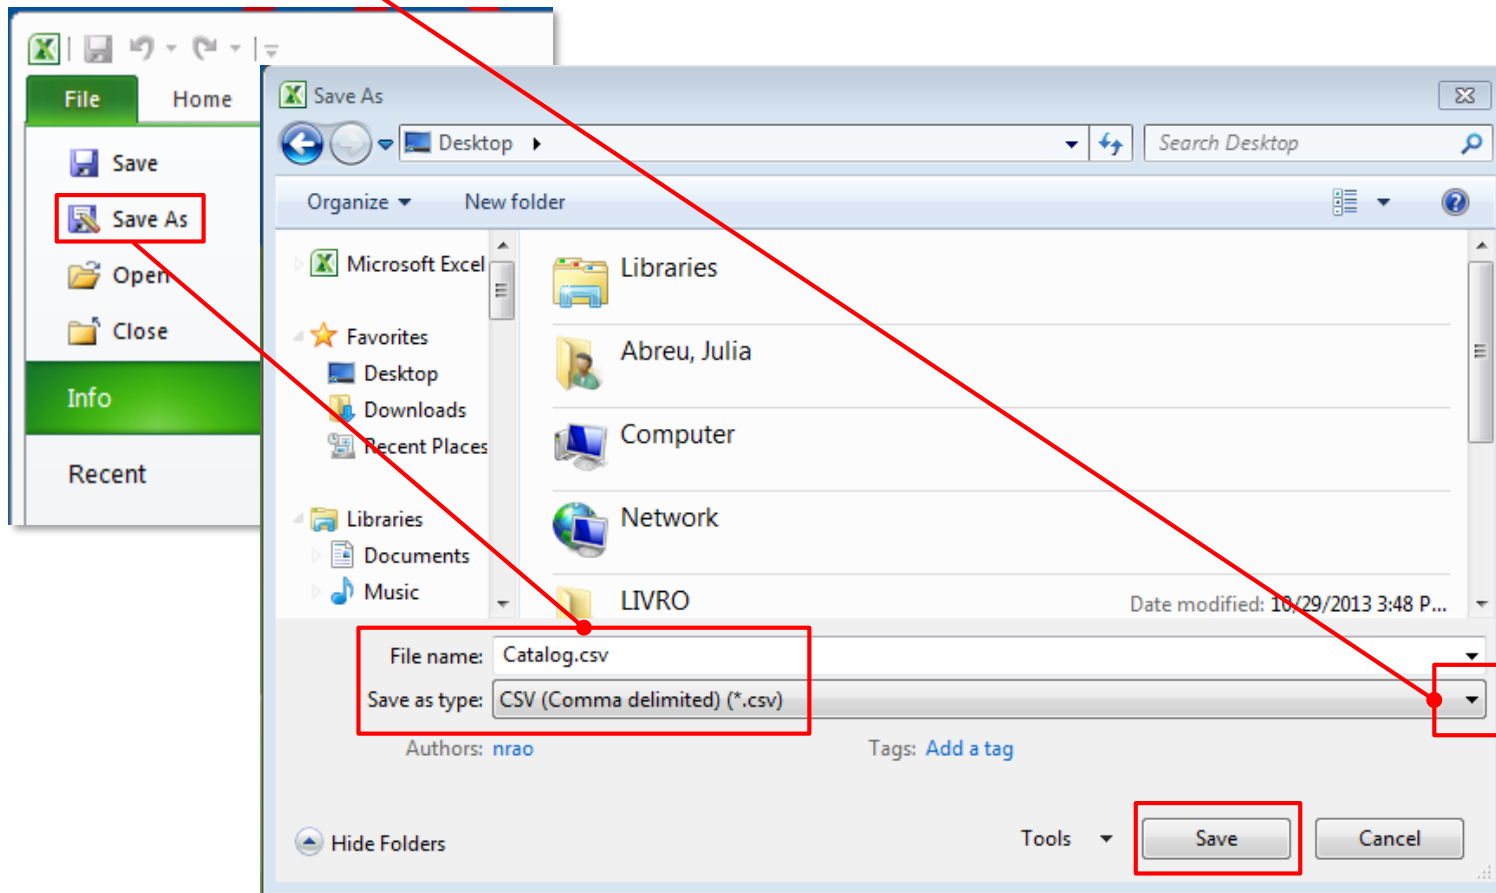 File Home
Save
Save As
Open
Close
Info
Recent
Save As
Desktop
Search Desktop
Organize New folder
Microsoft Excel
Favorites
Desktop
Downloads
Recent Places
Libraries
Documents
Music
Libraries
Abreu, Julia
Computer
Network
LIVRO
Date modified: 10/29/2013 3:48 P...
File name: Catalog.csv
Save as type: CSV (Comma delimited) (*.csv)
Authors: nrao Tags: Add a tag
Hide Folders Tools Save Cancel